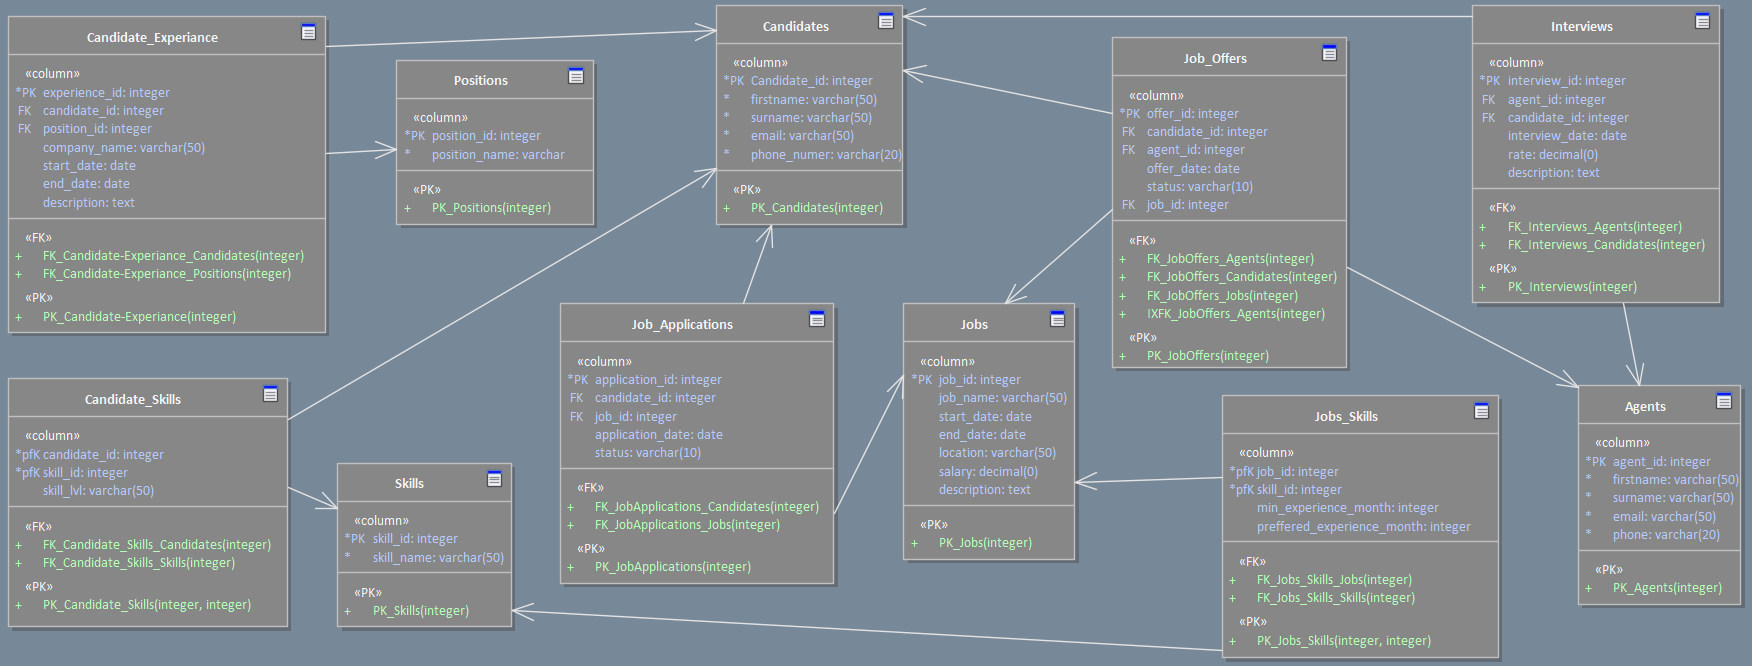 Candidate_Experiance
«column»
*PK experience_id: integer
FK candidate_id: integer
FK position_id: integer
company_name: varchar(50)
start_date: date
end_date: date
description: text
«FK»
+ FK_Candidate-Experiance_Candidates(integer)
+ FK_Candidate-Experiance_Positions(integer)
«PK»
+ PK_Candidate-Experiance(integer)
Positions
«column»
*PK position_id: integer
* position_name: varchar
«PK»
+ PK_Positions(integer)
Candidates
«column»
*PK Candidate_id: integer
* firstname: varchar(50)
* surname: varchar(50)
* email: varchar(50)
* phone_numer: varchar(20)
«PK»
+ PK_Candidates(integer)
Job_Offers
«column»
*PK offer_id: integer
FK candidate_id: integer
FK agent_id: integer
offer_date: date
status: varchar(10)
FK job_id: integer
«FK»
+ FK_JobOffers_Agents(integer)
+ FK_JobOffers_Candidates(integer)
+ FK_JobOffers_Jobs(integer)
+ IXFK_JobOffers_Agents(integer)
«PK»
+ PK_JobOffers(integer)
Interviews
«column»
*PK interview_id: integer
FK agent_id: integer
FK candidate_id: integer
interview_date: date
rate: decimal(0)
description: text
«FK»
+ FK_Interviews_Agents(integer)
+ FK_Interviews_Candidates(integer)
«PK»
+ PK_Interviews(integer)
Candidate_Skills
«column»
*pfK candidate_id: integer
*pfK skill_id: integer
skill_lvl: varchar(50)
«FK»
+ FK_Candidate_Skills_Candidates(integer)
+ FK_Candidate_Skills_Skills(integer)
«PK»
+ PK_Candidate_Skills(integer, integer)
Skills
«column»
*PK skill_id: integer
* skill_name: varchar(50)
«PK»
+ PK_Skills(integer)
Job_Applications
«column»
*PK application_id: integer
FK candidate_id: integer
FK job_id: integer
application_date: date
status: varchar(10)
«FK»
+ FK_JobApplications_Candidates(integer)
+ FK_JobApplications_Jobs(integer)
«PK»
+ PK_JobApplications(integer)
Jobs
«column»
*PK job_id: integer
job_name: varchar(50)
start_date: date
end_date: date
location: varchar(50)
salary: decimal(0)
description: text
«PK»
+ PK_Jobs(integer)
Jobs_Skills
«column»
*pfK job_id: integer
*pfK skill_id: integer
min_experience_month: integer
preffered_experience_month: integer
«FK»
+ FK_Jobs_Skills_Jobs(integer)
+ FK_Jobs_Skills_Skills(integer)
«PK»
+ PK_Jobs_Skills(integer, integer)
Agents
«column»
*PK agent_id: integer
* firstname: varchar(50)
* surname: varchar(50)
* email: varchar(50)
* phone: varchar(20)
«PK»
+ PK_Agents(integer)